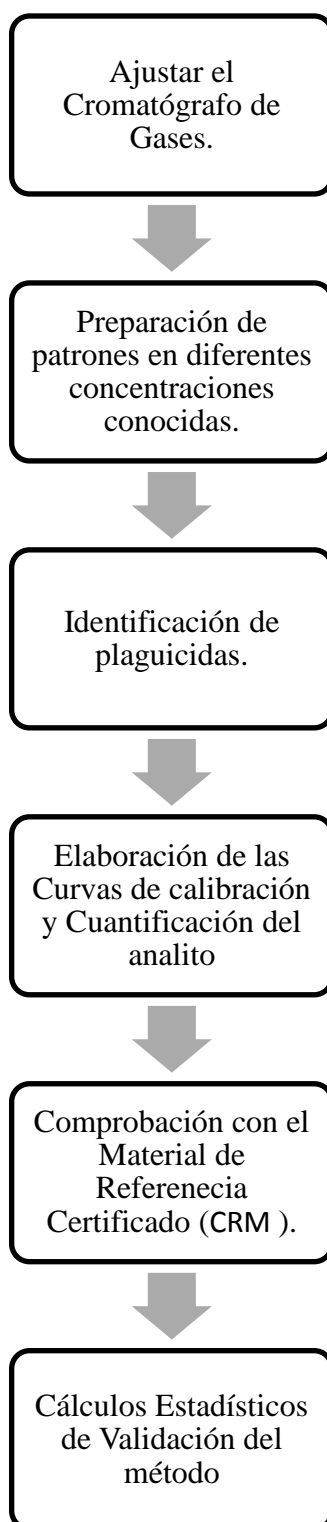 Ajustar el
Cromatógrafo de
Gases.
Preparación de
patrones en diferentes
concentraciones
conocidas.
Identificación de
plaguicidas.
Elaboración de las
Curvas de calibración
y Cuantificación del
analito
Comprobación con el
Material de
Referenecia
Certificado (CRM ).
Cálculos Estadísticos
de Validación del
método